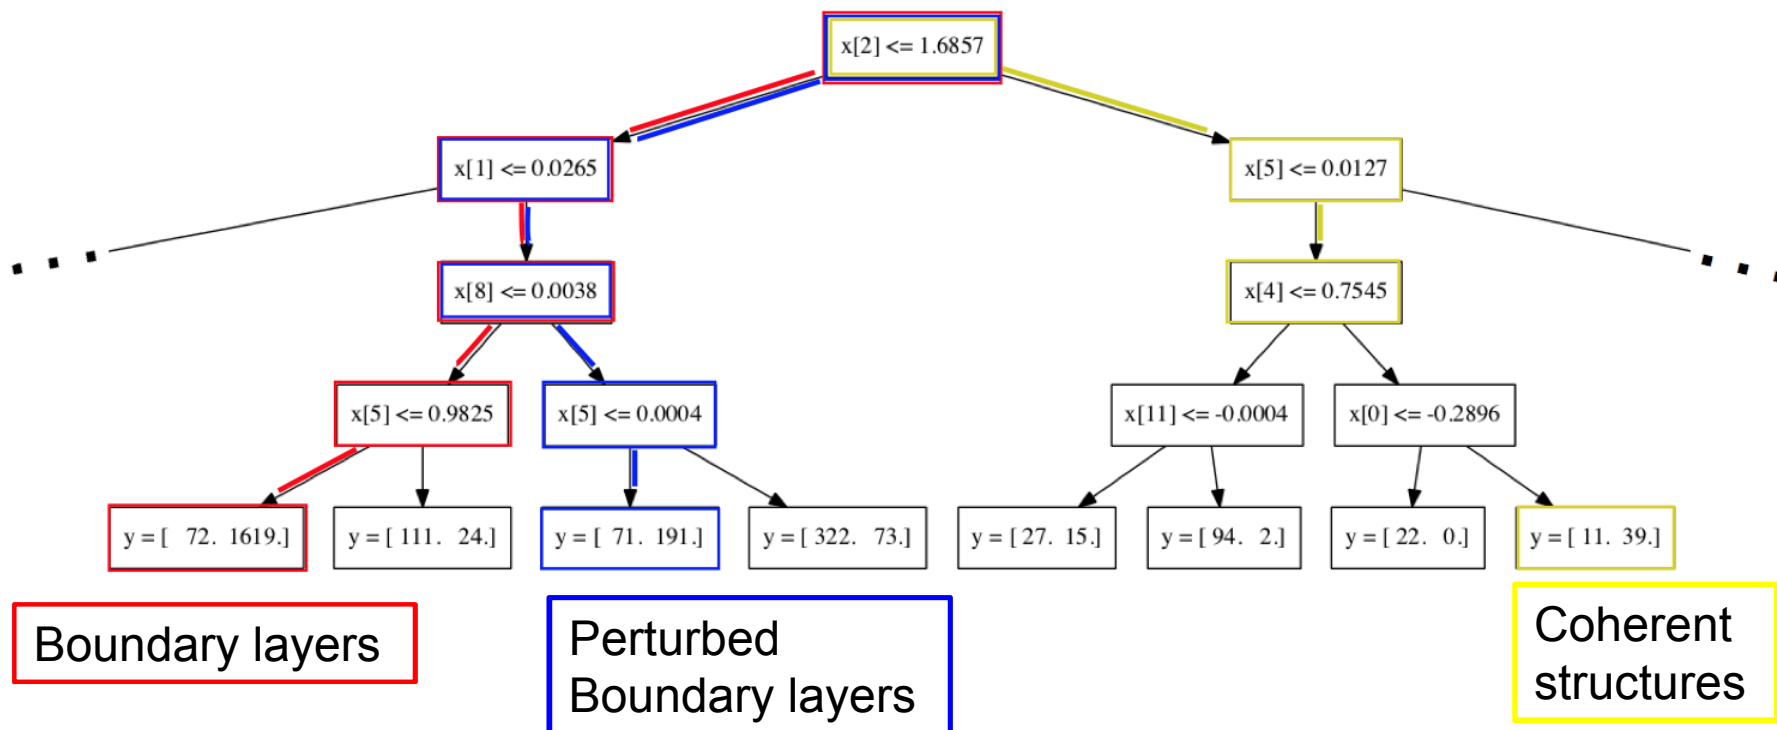 x[2] <= 1.6857
x[1] <= 0.0265
x[5] <= 0.0127
x[8] <= 0.0038
x[4] <= 0.7545
x[5] <= 0.9825
x[5] <= 0.0004
x[11] <= -0.0004
x[0] <= -0.2896
y = [ 72. 1619.]
y = [ 111. 24.]
y = [ 71. 191.]
y = [ 322. 73.]
y = [ 27. 15.]
y = [ 94. 2.]
y = [ 22. 0.]
y = [ 11. 39.]
Boundary layers
Perturbed
Boundary layers
Coherent
structures